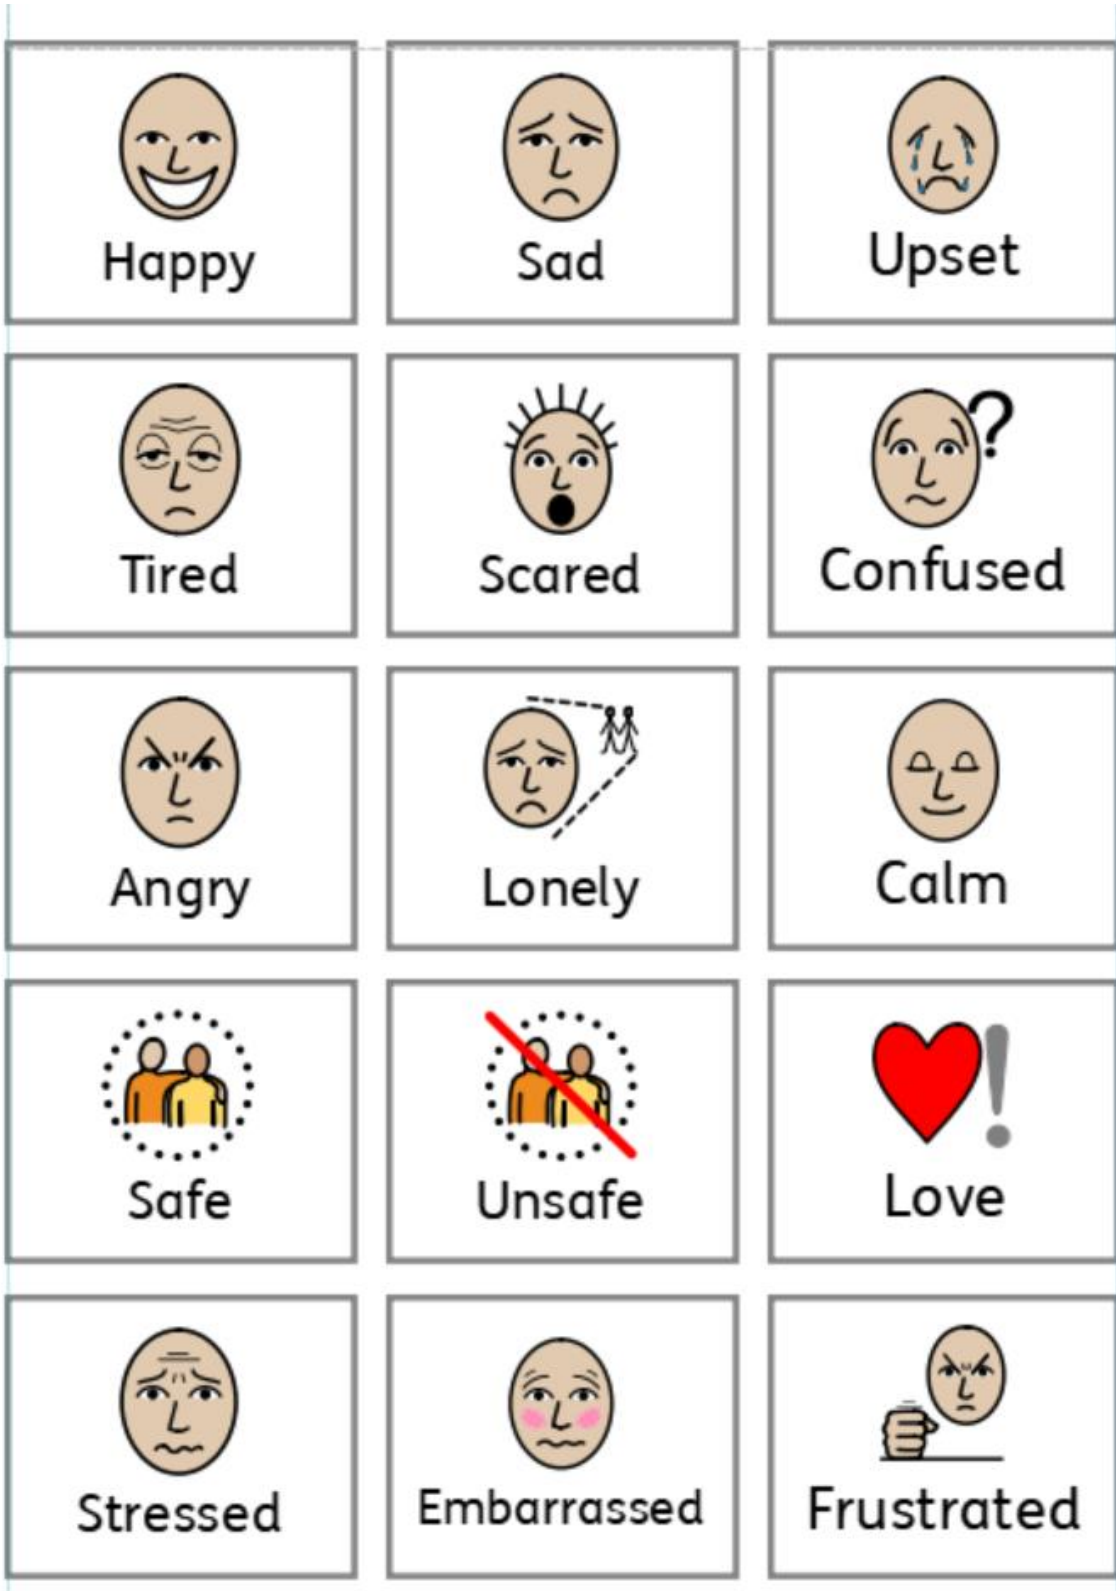 Happy
Sad
Upset
Tired
Scared
?
Confused
Angry
Lonely
Calm
Safe
Unsafe
!
Love
Stressed
Embarrassed
Frustrated